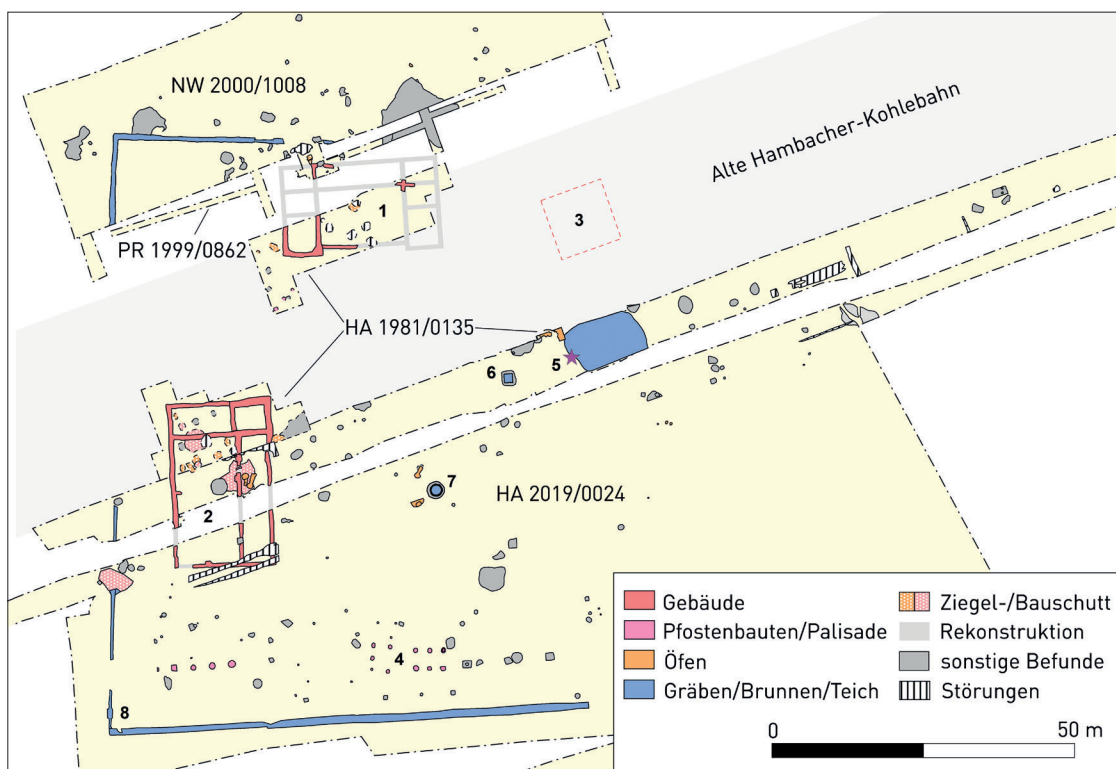 NW 2000/1008
Alte Hambacher-Kohlebahn
3
1
PR 1999/0862
HA 1981/0135
6
5
7
HA 2019/0024
2
4
8
Gebäude
Pfostenbauten/Palisade
Öfen
Gräben/Brunnen/Teich
Ziegel-/Bauschutt
Rekonstruktion
sonstige Befunde
Störungen
0
50 m